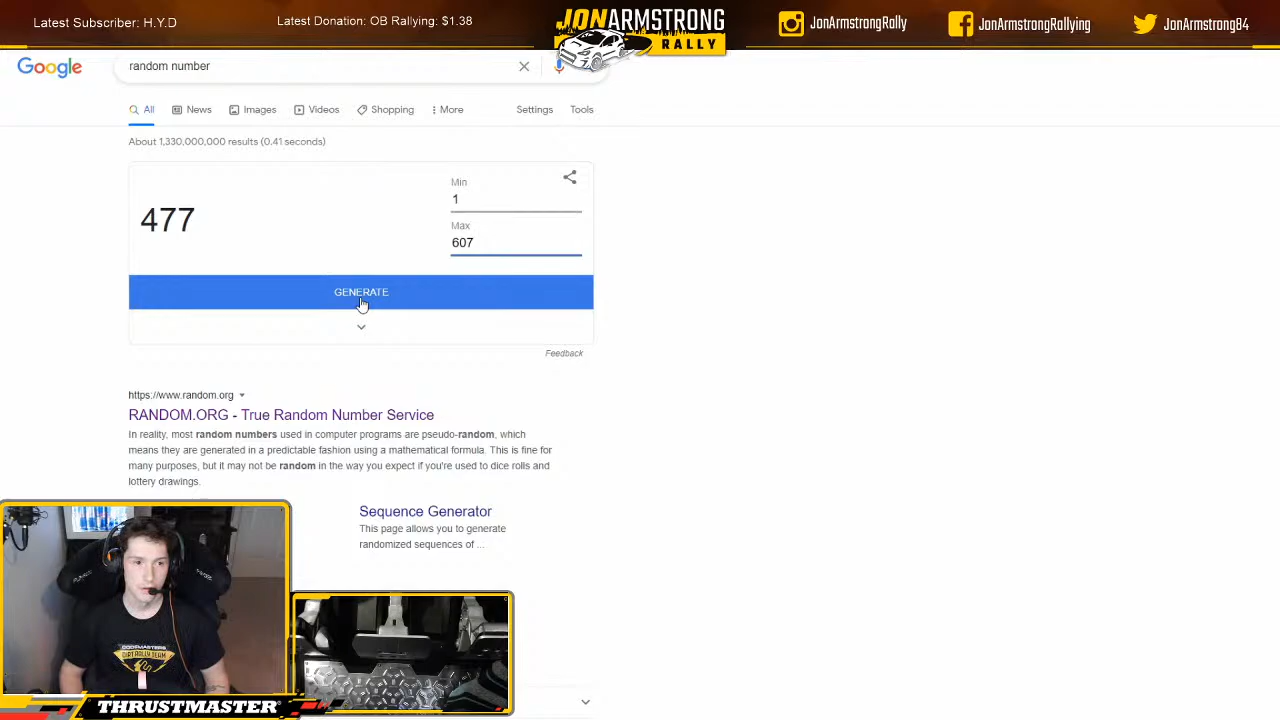 Latest Subscriber: H.Y.D
Latest Donation: OB Rallying: $1.38
JONARMSTRONG
RALLY
JonArmstrongRally
JonArmstrongRallying
JonArmstrong84
Google
random number
All
News
Images
Videos
Shopping
More
Settings
Tools
About 1,330,000,000 results (0.41 seconds)
477
Min
1
Max
607
GENERATE
Feedback
https://www.random.org
RANDOM.ORG - True Random Number Service
In reality, most random numbers used in computer programs are pseudo-random, which
means they are generated in a predictable fashion using a mathematical formula. This is fine for
many purposes, but it may not be random in the way you expect if you're used to dice rolls and
lottery drawings.
Sequence Generator
This page allows you to generate
randomized sequences of ...
CODEMASTERS
DIRT RALLY TEAM
THRUSTMASTER